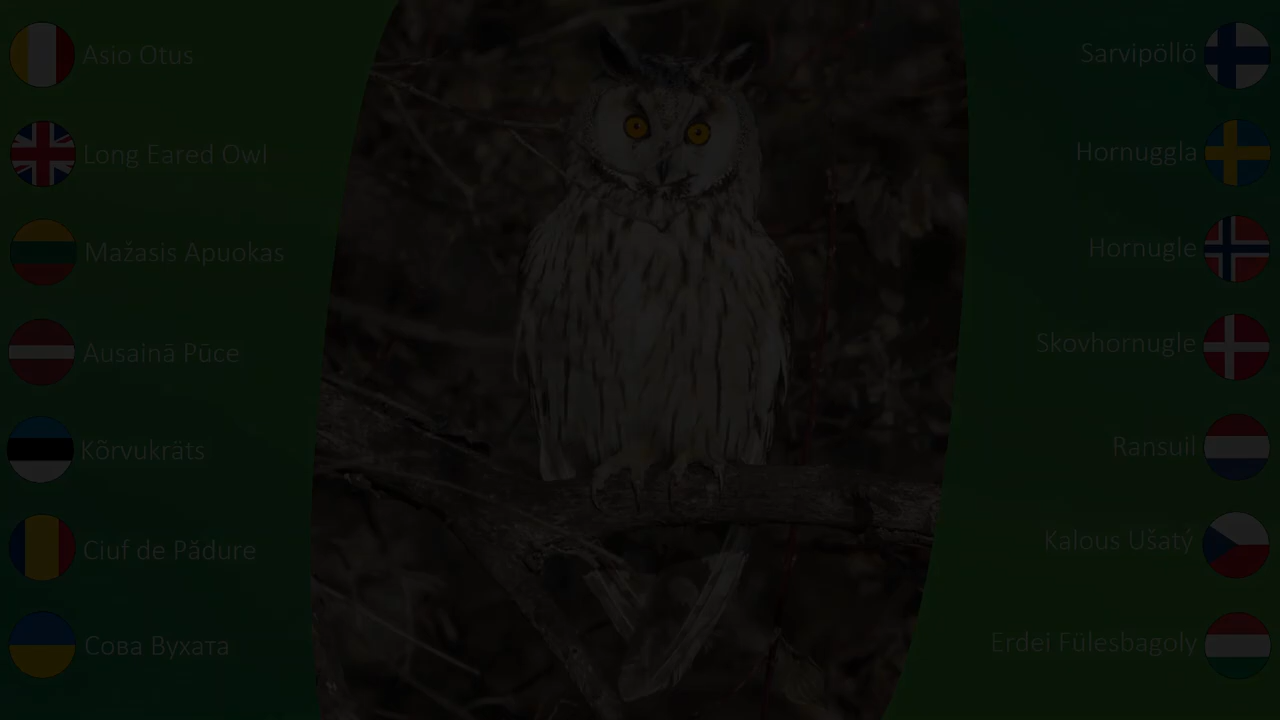 Asio Otus
Long Eared Owl
Mažasis Apuokas
Ausainā Pūce
Kõrvukräts
Ciuf de Pădure
Сова Вухата
Sarvipöllö
Hornuggla
Hornugle
Skovhornugle
Ransuil
Kalous Ušatý
Erdei Fülesbagoly